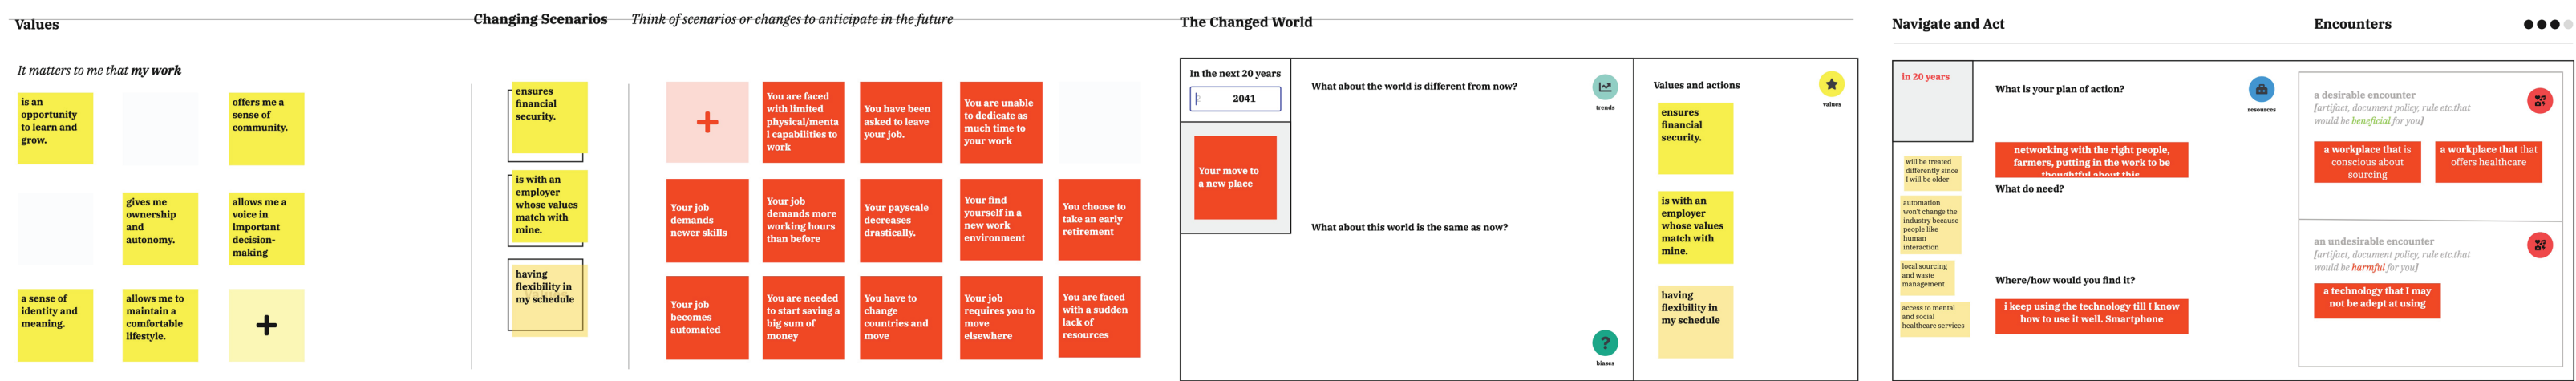 Values
It matters to me that my work
is an
opportunity
to learn and
grow.
offers me a
sense of
community.
gives me
ownership
and
autonomy.
allows me a
voice in
important
decision-
making
a sense of
identity and
meaning.
allows me to
maintain a
comfortable
lifestyle.
+
Changing Scenarios
Think of scenarios or changes to anticipate in the future
ensures
financial
security.
is with an
employer
whose values
match with
mine.
having
flexibility in
my schedule
+
You are faced
with limited
physical/menta
l capabilities to
work
You have been
asked to leave
your job.
You are unable
to dedicate as
much time to
your work
Your job
demands
newer skills
Your job
demands more
working hours
than before
Your payscale
decreases
drastically.
Your find
yourself in a
new work
environment
You choose to
take an early
retirement
Your job
becomes
automated
You are needed
to start saving a
big sum of
money
You have to
change
countries and
move
Your job
requires you to
move
elsewhere
You are faced
with a sudden
lack of
resources
The Changed World
In the next 20 years
2041
Your move to
a new place
What about the world is different from now?
trends
What about this world is the same as now?
?
biases
Values and actions
values
ensures
financial
security.
is with an
employer
whose values
match with
mine.
having
flexibility in
my schedule
Navigate and Act
in 20 years
will be treated
differently since
I will be older
automation
won't change the
industry because
people like
human
interaction
local sourcing
and waste
management
access to mental
and social
healthcare services
What is your plan of action?
resources
networking with the right people,
farmers, putting in the work to be
thoughtful about this
What do need?
Where/how would you find it?
i keep using the technology till I know
how to use it well. Smartphone
Encounters
a desirable encounter
[artifact, document policy, rule etc.that
would be beneficial for you]
a workplace that is
conscious about
sourcing
a workplace that that
offers healthcare
an undesirable encounter
[artifact, document policy, rule etc.that
would be harmful for you]
a technology that I may
not be adept at using